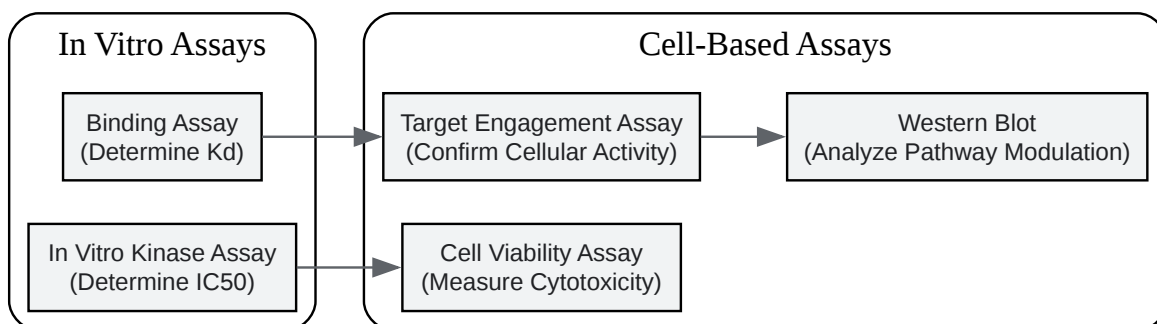 In Vitro Assays
Binding Assay
(Determine Kd)
In Vitro Kinase Assay
(Determine IC50)
Cell-Based Assays
Target Engagement Assay
(Confirm Cellular Activity)
Western Blot
(Analyze Pathway Modulation)
Cell Viability Assay
(Measure Cytotoxicity)